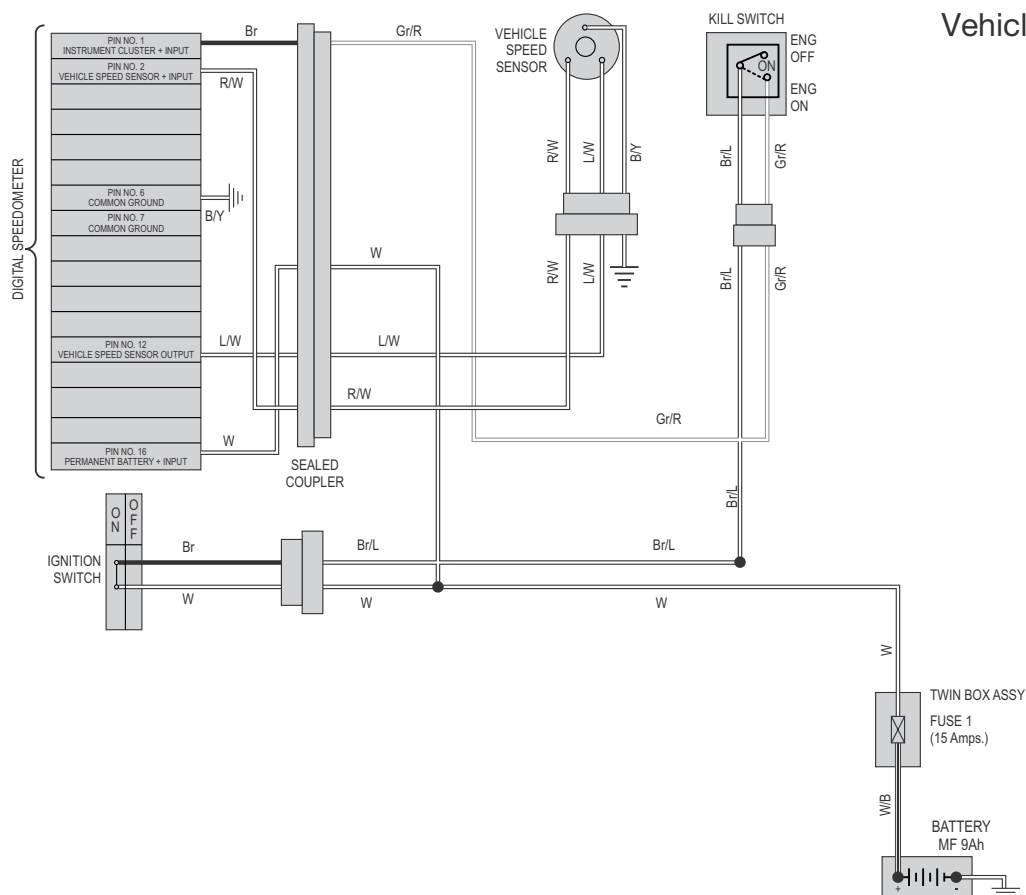 Vehicl
DIGITAL SPEEDOMETER
PIN NO. 1
INSTRUMENT CLUSTER + INPUT
PIN NO. 2
VEHICLE SPEED SENSOR + INPUT
PIN NO. 6
COMMON GROUND
PIN NO. 7
COMMON GROUND
PIN NO. 12
VEHICLE SPEED SENSOR OUTPUT
PIN NO. 16
PERMANENT BATTERY + INPUT
Br
R/W
B/Y
L/W
W
SEALED
COUPLER
Gr/R
W
L/W
R/W
Gr/R
VEHICLE
SPEED
SENSOR
R/W
L/W
B/Y
R/W
L/W
KILL SWITCH
ENG
OFF
ON
ENG
ON
Br/L
Gr/R
Br/L
Gr/R
Br/L
IGNITION
SWITCH
ON
OFF
Br
W
Br/L
W
Br/L
W
W
TWIN BOX ASSY
FUSE 1
(15 Amps.)
W/B
BATTERY
MF 9Ah
+
-